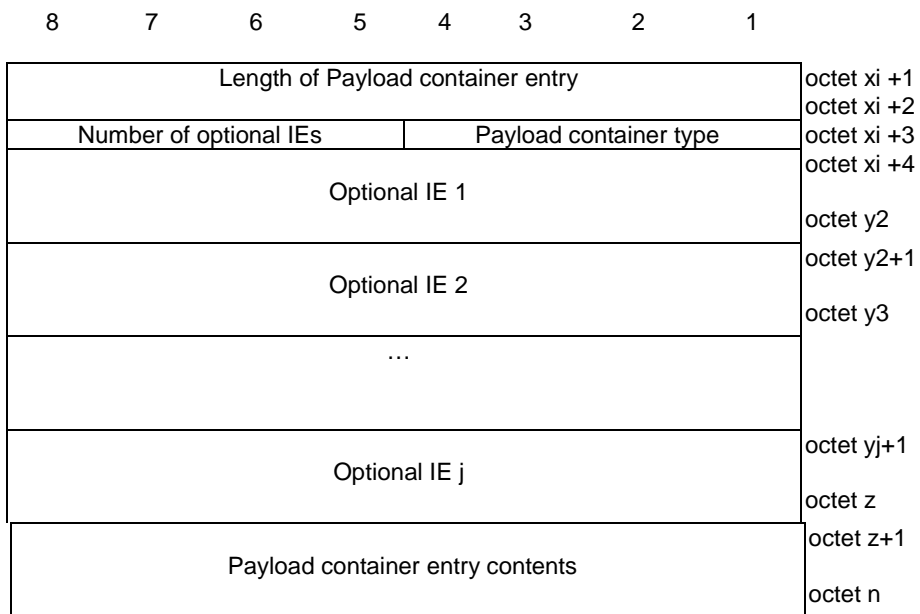 8 7 6 5 4 3 2 1
Length of Payload container entry
octet xi +1
octet xi +2
Number of optional IEs Payload container type octet xi +3
octet xi +4
Optional IE 1
octet y2
octet y2+1
Optional IE 2
octet y3
…
octet yj+1
Optional IE j
octet z
octet z+1
Payload container entry contents
octet n